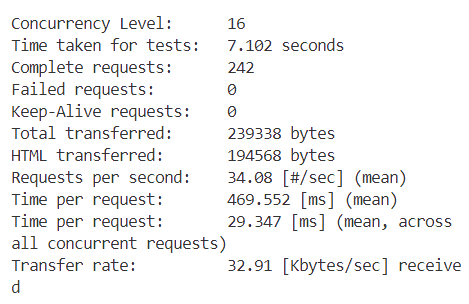 Concurrency Level:      16
Time taken for tests:   7.102 seconds
Complete requests:      242
Failed requests:        0
Keep-Alive requests:    0
Total transferred:      239338 bytes
HTML transferred:       194568 bytes
Requests per second:    34.08 [#/sec] (mean)
Time per request:       469.552 [ms] (mean)
Time per request:       29.347 [ms] (mean, across
all concurrent requests)
Transfer rate:          32.91 [Kbytes/sec] receive
d